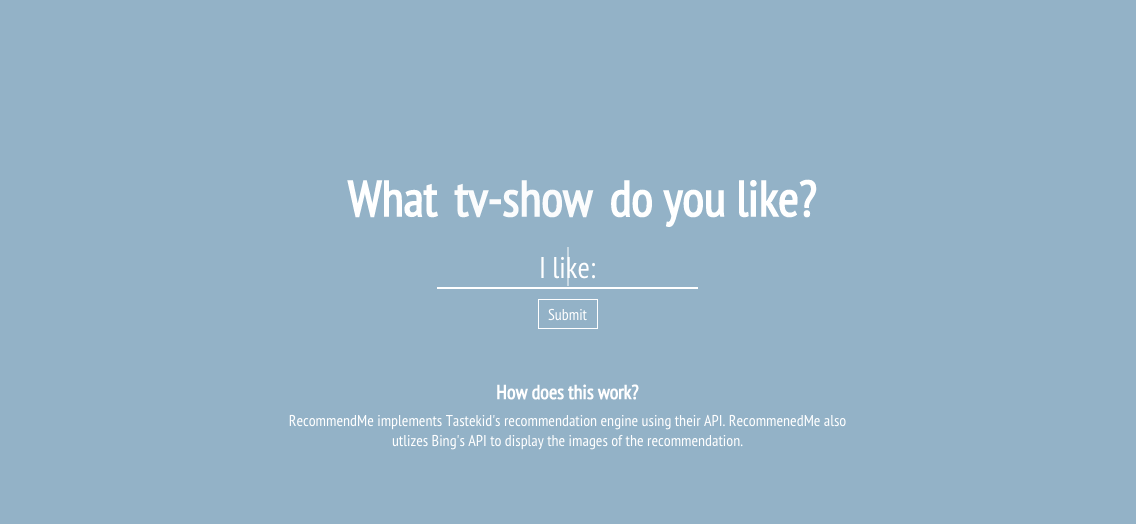 What tv-show do you like?
I like:
Submit
How does this work?
RecommendMe implements Tastekid's recommendation engine using their API. RecommenedMe also
utlizes Bing's API to display the images of the recommendation.